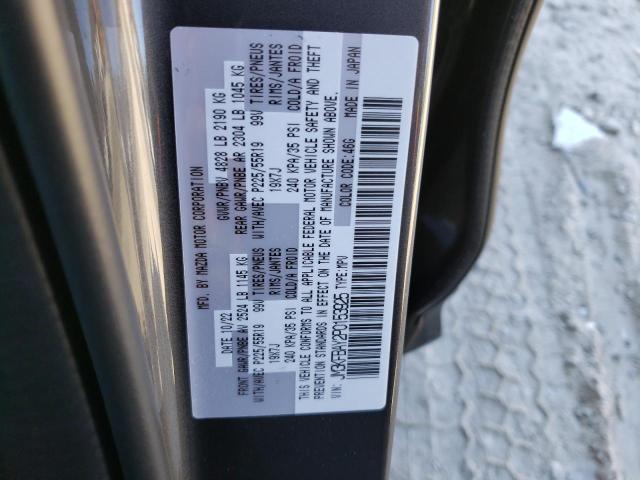 MFD. BY MAZDA MOTOR CORPORATION
DATE 10/22 GVWR/PNBV 4828 LB 2190 KG
FRONT GAWR/PNBE AV 2524 LB 1145 KG REAR GAWR/PNBE AR 2304 LB 1045 KG
WITH/AVEC P225/55R19 99V TIRES/PNEUS WITH/AVEC P225/55R19 99V TIRES/PNEUS
19X7J RIMS/JANTES 19X7J RIMS/JANTES
240 KPA/35 PSI COLD/A FROID 240 KPA/35 PSI COLD/A FROID
THIS VEHICLE CONFORMS TO ALL APPLICABLE FEDERAL MOTOR VEHICLE SAFETY AND THEFT
PREVENTION STANDARDS IN EFFECT ON THE DATE OF MANUFACTURE SHOWN ABOVE.
VIN: JM3KFBAY2P0153925 TYPE:MPV COLOR CODE:46G MADE IN JAPAN